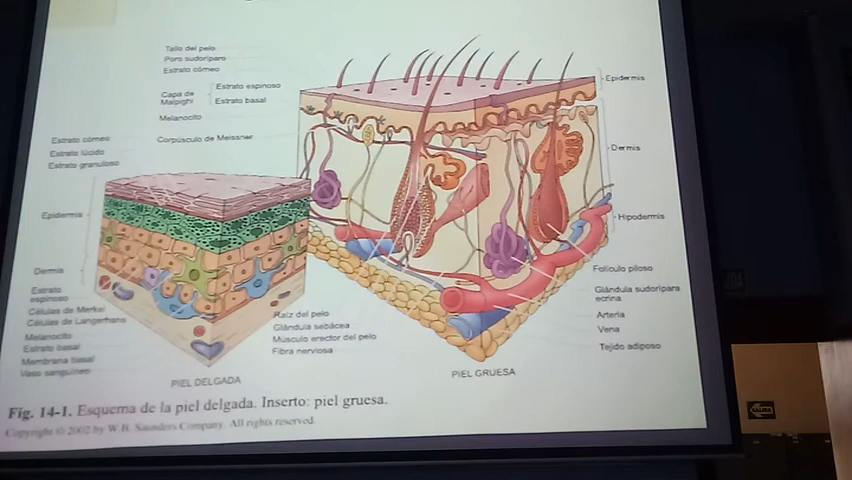 Tallo del pelo
Poro sudoríparo
Estrato córneo
Capa de Malpighi
Estrato espinoso
Estrato basal
Melanocito
Corpúsculo de Meissner
Estrato córneo
Estrato lúcido
Estrato granuloso
Epidermis
Dermis
Estrato espinoso
Células de Merkel
Células de Langerhans
Melanocito
Estrato basal
Membrana basal
Vaso sanguíneo
Raíz del pelo
Glándula sebácea
Músculo erector del pelo
Fibra nerviosa
PIEL DELGADA
Epidermis
Dermis
Hipodermis
Folículo piloso
Glándula sudorípara
ecrina
Arteria
Vena
Tejido adiposo
PIEL GRUESA
Fig. 14-1. Esquema de la piel delgada. Inserto: piel gruesa.
Copyright © 2002 by W.B. Saunders Company. All rights reserved.
SALIDA